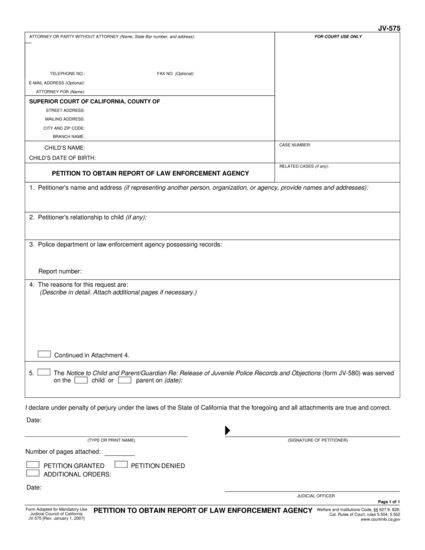 JV-575
ATTORNEY OR PARTY WITHOUT ATTORNEY (Name, State Bar number, and address):
FOR COURT USE ONLY
TELEPHONE NO.: FAX NO. (Optional):
E-MAIL ADDRESS (Optional):
ATTORNEY FOR (Name):
SUPERIOR COURT OF CALIFORNIA, COUNTY OF
STREET ADDRESS:
MAILING ADDRESS:
CITY AND ZIP CODE:
BRANCH NAME:
CHILD'S NAME:
CASE NUMBER:
CHILD'S DATE OF BIRTH:
RELATED CASES (if any):
PETITION TO OBTAIN REPORT OF LAW ENFORCEMENT AGENCY
1. Petitioner's name and address (if representing another person, organization, or agency, provide names and addresses):
2. Petitioner's relationship to child (if any):
3. Police department or law enforcement agency possessing records:
Report number:
4. The reasons for this request are:
(Describe in detail. Attach additional pages if necessary.)
Continued in Attachment 4.
5. The Notice to Child and Parent/Guardian Re: Release of Juvenile Police Records and Objections (form JV-580) was served
on the child or parent on (date):
I declare under penalty of perjury under the laws of the State of California that the foregoing and all attachments are true and correct.
Date:
(TYPE OR PRINT NAME) (SIGNATURE OF PETITIONER)
Number of pages attached:
PETITION GRANTED PETITION DENIED
ADDITIONAL ORDERS:
Date:
JUDICIAL OFFICER
Page 1 of 1
Form Adopted for Mandatory Use
Judicial Council of California
JV-575 [Rev. January 1, 2007]
PETITION TO OBTAIN REPORT OF LAW ENFORCEMENT AGENCY
Welfare and Institutions Code, §§ 827.9, 828;
Cal. Rules of Court, rules 5.504, 5.552
www.courtinfo.ca.gov